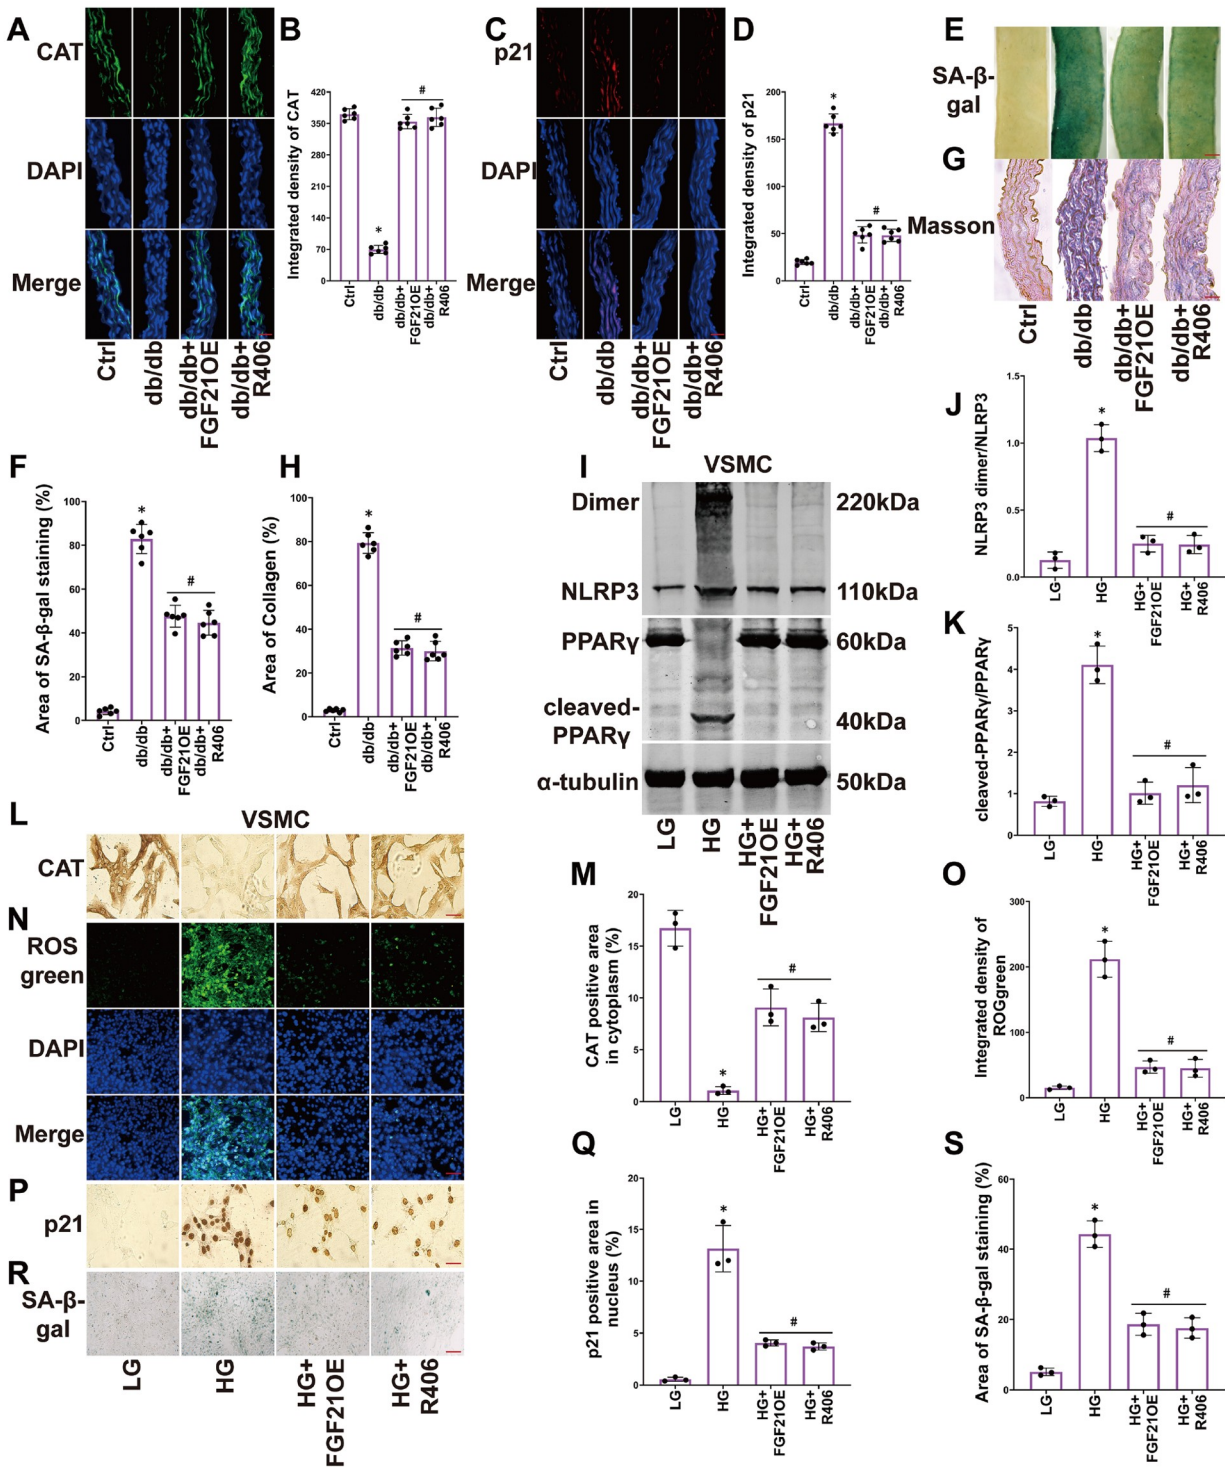 A
CAT
DAPI
Merge
Ctrl
db/db
db/db+
FGF21OE
db/db+
R406
B
Integrated density of CAT
420
350
280
210
140
70
0
*
#
Ctrl
db/db
db/db+
FGF21OE
db/db+
R406
C
p21
DAPI
Merge
Ctrl
db/db
db/db+
FGF21OE
db/db+
R406
D
Integrated density of p21
200
150
100
50
0
*
#
Ctrl
db/db
db/db+
FGF21OE
db/db+
R406
E
SA-β-
gal
G
Masson
Ctrl
db/db
db/db+
FGF21OE
db/db+
R406
F
Area of SA-β-gal staining (%)
100
80
60
40
20
0
*
#
Ctrl
db/db
db/db+
FGF21OE
db/db+
R406
H
Area of Collagen (%)
100
80
60
40
20
0
*
#
Ctrl
db/db
db/db+
FGF21OE
db/db+
R406
I
VSMC
Dimer
220kDa
NLRP3
110kDa
PPARγ
60kDa
cleaved-
PPARγ
40kDa
α-tubulin
50kDa
LG
HG
HG+
FGF21OE
HG+
R406
J
NLRP3 dimer/NLRP3
1.5
1.0
0.5
0.0
*
#
LG
HG
HG+
FGF21OE
HG+
R406
K
cleaved-PPARγ/PPARγ
5
4
3
2
1
0
*
#
LG
HG
HG+
FGF21OE
HG+
R406
L
VSMC
CAT
N
ROS
green
DAPI
Merge
P
p21
R
SA-β-
gal
LG
HG
HG+
FGF21OE
HG+
R406
M
CAT positive area
in cytoplasm (%)
20
15
10
5
0
*
#
LG
HG
HG+
FGF21OE
HG+
R406
O
Integrated density of
ROGgreen
300
200
100
0
*
#
LG
HG
HG+
FGF21OE
HG+
R406
Q
p21 positive area in
nucleus (%)
20
15
10
5
0
*
#
LG
HG
HG+
FGF21OE
HG+
R406
S
Area of SA-β-gal staining (%)
60
40
20
0
*
#
LG
HG
HG+
FGF21OE
HG+
R406